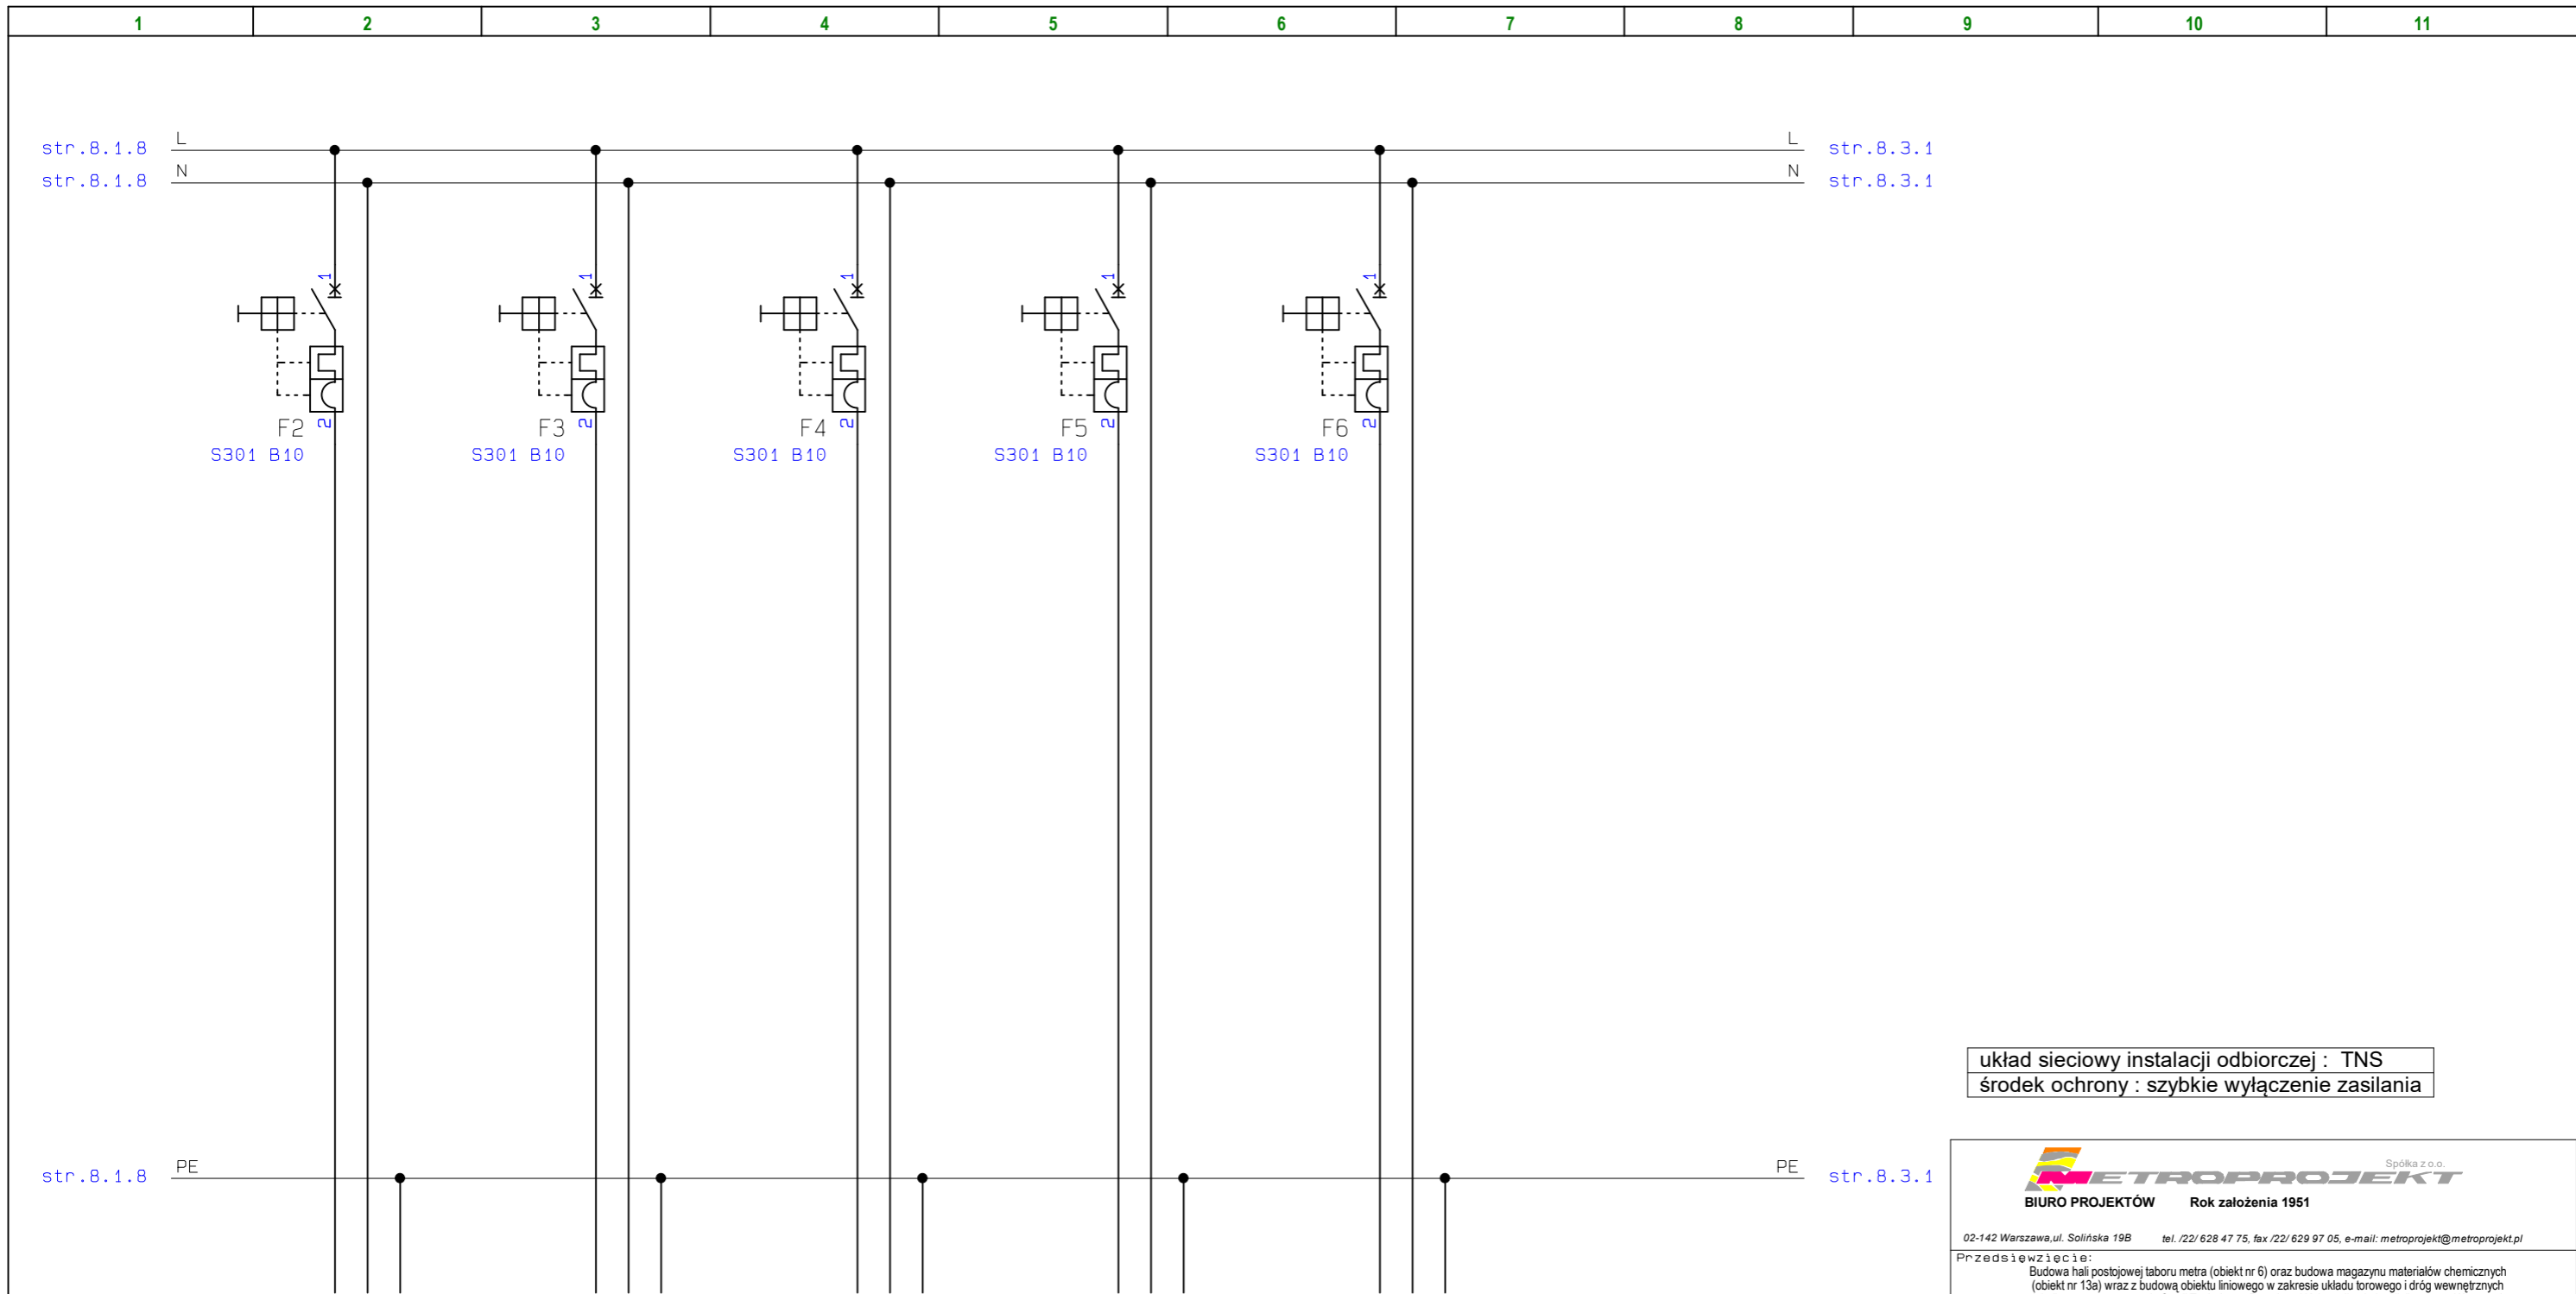 1 2 3 4 5 6 7 8 9 10 11
str.8.1.8 L L str.8.3.1
str.8.1.8 N N str.8.3.1
1 1 1 1 1
F2 2 F3 2 F4 2 F5 2 F6 2
S301 B10 S301 B10 S301 B10 S301 B10 S301 B10
układ sieciowy instalacji odbiorczej : TNS
środek ochrony : szybkie wyłączenie zasilania
str.8.1.8 PE PE str.8.3.1
Spółka z o.o.
METROPROJEKT
BIURO PROJEKTÓW Rok założenia 1951
02-142 Warszawa,ul. Solińska 19B tel. /22/ 628 47 75, fax /22/ 629 97 05, e-mail: metroprojekt@metroprojekt.pl
Przedsięwzięcie:
Budowa hali postojowej taboru metra (obiekt nr 6) oraz budowa magazynu materiałów chemicznych
(obiekt nr 13a) wraz z budową obiektu liniowego w zakresie układu torowego i dróg wewnętrznych